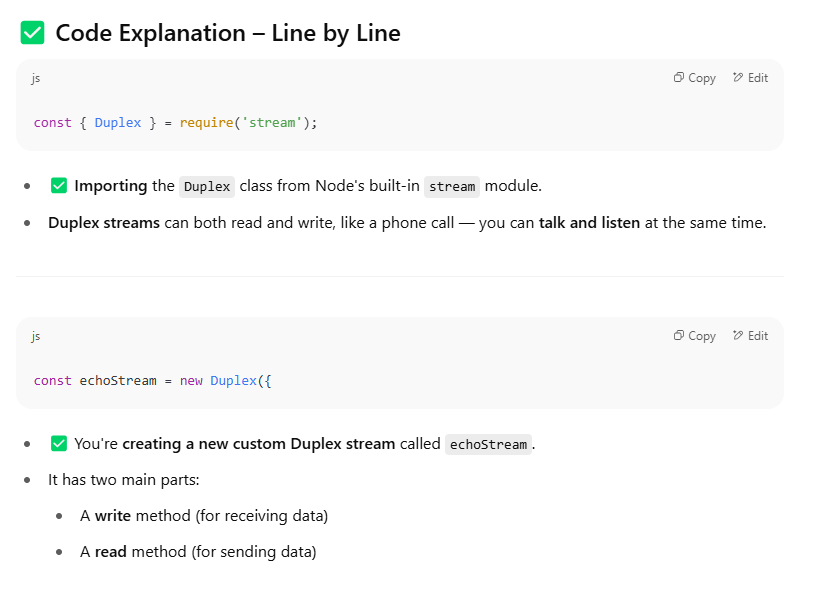 ✅ Code Explanation – Line by Line
js Copy Edit
const { Duplex } = require('stream');
• ✅ Importing the Duplex class from Node's built-in stream module.
• Duplex streams can both read and write, like a phone call — you can talk and listen at the same time.
js Copy Edit
const echoStream = new Duplex({
• ✅ You're creating a new custom Duplex stream called echoStream.
• It has two main parts:
• A write method (for receiving data)
• A read method (for sending data)